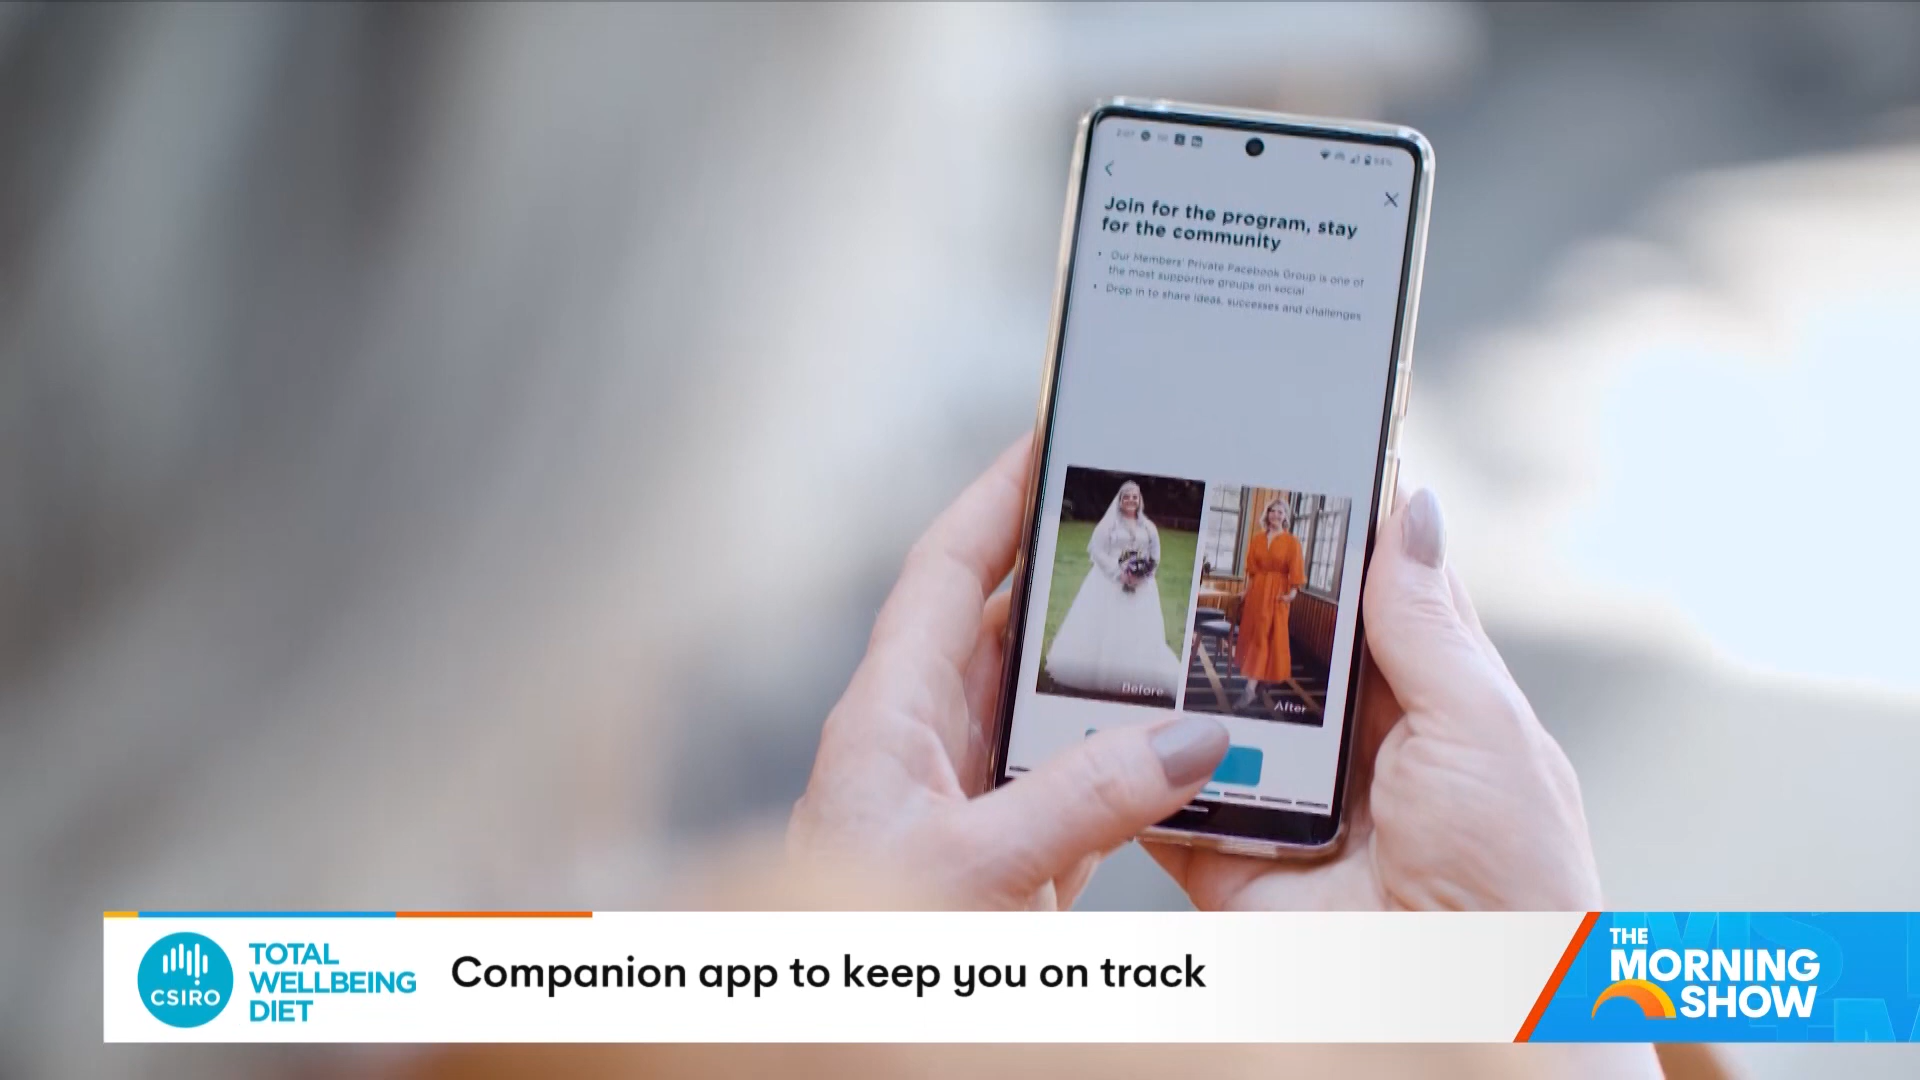 Join for the program, stay
for the community
• Our Members' Private Facebook Group is one of
the most supportive groups on social
• Drop in to share ideas, successes and challenges
Before
After
CSIRO
TOTAL
WELLBEING
DIET
Companion app to keep you on track
THE
MORNING
SHOW